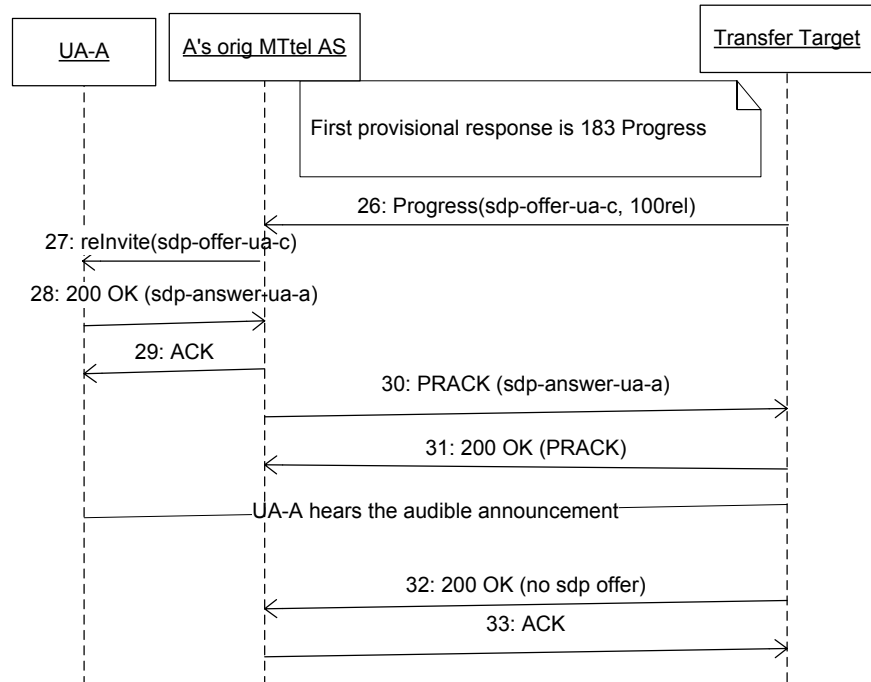 UA-A
A's orig MTtel AS
Transfer Target
First provisional response is 183 Progress
26: Progress(sdp-offer-ua-c, 100rel)
27: reInvite(sdp-offer-ua-c)
28: 200 OK (sdp-answer-ua-a)
29: ACK
30: PRACK (sdp-answer-ua-a)
31: 200 OK (PRACK)
UA-A hears the audible announcement
32: 200 OK (no sdp offer)
33: ACK